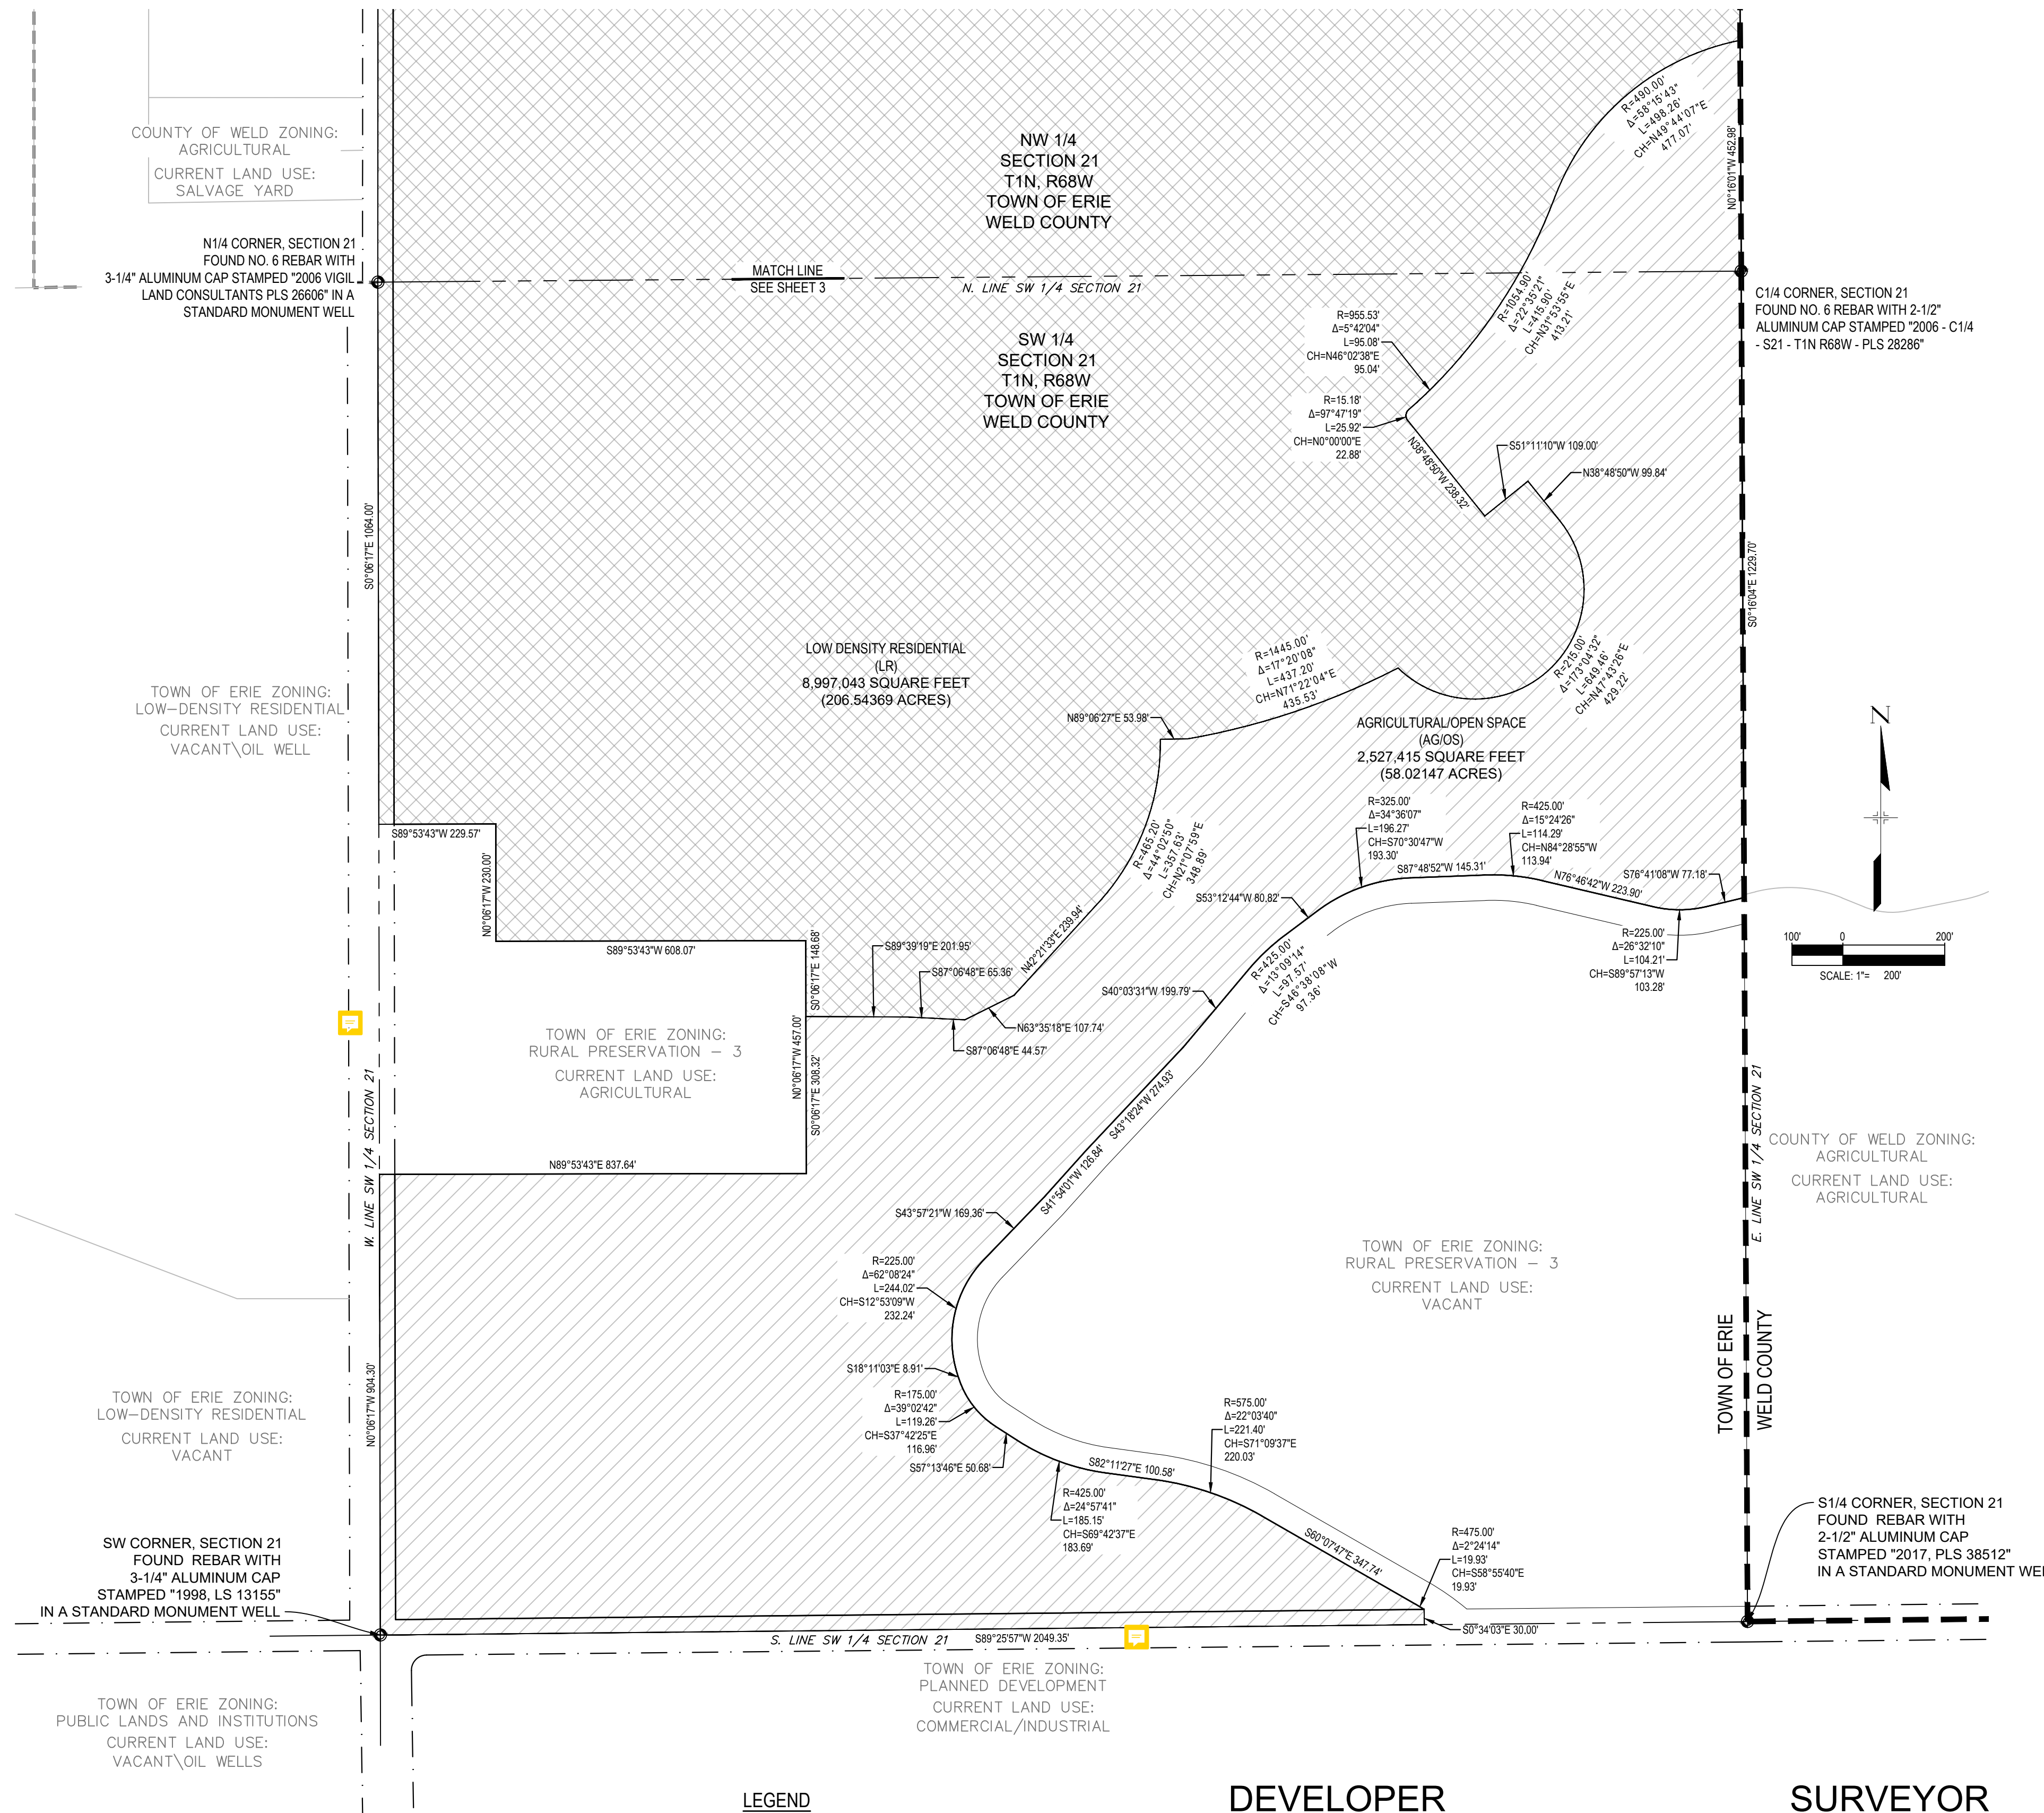 COUNTY OF WELD ZONING:
AGRICULTURAL
CURRENT LAND USE:
SALVAGE YARD
N1/4 CORNER, SECTION 21
FOUND NO. 6 REBAR WITH
3-1/4" ALUMINUM CAP STAMPED "2006 VIGIL
LAND CONSULTANTS PLS 26606" IN A
STANDARD MONUMENT WELL
NW 1/4
SECTION 21
T1N, R68W
TOWN OF ERIE
WELD COUNTY
MATCH LINE
SEE SHEET 3
N. LINE SW 1/4 SECTION 21
SW 1/4
SECTION 21
T1N, R68W
TOWN OF ERIE
WELD COUNTY
R=490.00'
Δ=58°15'43"
L=498.26'
CH=N49°44'07"E
477.07'
N0°16'01"W 452.98'
R=1054.90'
Δ=22°35'21"
L=415.90'
CH=N31°53'55"E
413.21'
C1/4 CORNER, SECTION 21
FOUND NO. 6 REBAR WITH 2-1/2"
ALUMINUM CAP STAMPED "2006 - C1/4
- S21 - T1N R68W - PLS 28286"
R=955.53'
Δ=5°42'04"
L=95.08'
CH=N46°02'38"E
95.04'
R=15.18'
Δ=97°47'19"
L=25.92'
CH=N0°00'00"E
22.88'
N38°48'50"W 238.32'
S51°11'10"W 109.00'
N38°48'50"W 99.84'
S0°06'17"E 1064.00'
S0°16'04"E 1229.70'
LOW DENSITY RESIDENTIAL
(LR)
8,997,043 SQUARE FEET
(206.54369 ACRES)
R=1445.00'
Δ=17°20'08"
L=437.20'
CH=N71°22'04"E
435.53'
R=215.00'
Δ=173°04'32"
L=649.46'
CH=N47°43'26"E
429.22'
N89°06'27"E 53.98'
AGRICULTURAL/OPEN SPACE
(AG/OS)
2,527,415 SQUARE FEET
(58.02147 ACRES)
TOWN OF ERIE ZONING:
LOW-DENSITY RESIDENTIAL
CURRENT LAND USE:
VACANT\OIL WELL
N
R=465.20'
Δ=44°02'50"
L=357.63'
CH=N21°07'59"E
348.89'
R=325.00'
Δ=34°36'07"
L=196.27'
CH=S70°30'47"W
193.30'
R=425.00'
Δ=15°24'26"
L=114.29'
CH=N84°28'55"W
113.94'
S87°48'52"W 145.31'
N76°46'42"W 223.90'
S76°41'08"W 77.18'
S53°12'44"W 80.82'
R=225.00'
Δ=26°32'10"
L=104.21'
CH=S89°57'13"W
103.28'
100' 0 200'
SCALE: 1"= 200'
S89°53'43"W 229.57'
N0°06'17"W 230.00'
S89°53'43"W 608.07'
S0°06'17"E 148.68'
S89°39'19"E 201.95'
S87°06'48"E 65.36'
N42°21'33"E 239.94'
N63°35'18"E 107.74'
S87°06'48"E 44.57'
S40°03'31"W 199.79'
R=425.00'
Δ=13°09'14"
L=97.57'
CH=S46°38'08"W
97.36'
TOWN OF ERIE ZONING:
RURAL PRESERVATION - 3
CURRENT LAND USE:
AGRICULTURAL
N0°06'17"W 457.00'
S0°06'17"E 308.32'
W. LINE SW 1/4 SECTION 21
N89°53'43"E 837.64'
S43°18'24"W 274.93'
S41°54'01"W 126.84'
S43°57'21"W 169.36'
E. LINE SW 1/4 SECTION 21
COUNTY OF WELD ZONING:
AGRICULTURAL
CURRENT LAND USE:
AGRICULTURAL
R=225.00'
Δ=62°08'24"
L=244.02'
CH=S12°53'09"W
232.24'
TOWN OF ERIE ZONING:
RURAL PRESERVATION - 3
CURRENT LAND USE:
VACANT
TOWN OF ERIE
WELD COUNTY
S18°11'03"E 8.91'
R=175.00'
Δ=39°02'42"
L=119.26'
CH=S37°42'25"E
116.96'
S57°13'46"E 50.68'
N0°06'17"W 904.30'
TOWN OF ERIE ZONING:
LOW-DENSITY RESIDENTIAL
CURRENT LAND USE:
VACANT
R=575.00'
Δ=22°03'40"
L=221.40'
CH=S71°09'37"E
220.03'
S82°11'27"E 100.58'
R=425.00'
Δ=24°57'41"
L=185.15'
CH=S69°42'37"E
183.69'
S60°07'47"E 347.74'
R=475.00'
Δ=2°24'14"
L=19.93'
CH=S58°55'40"E
19.93'
S1/4 CORNER, SECTION 21
FOUND REBAR WITH
2-1/2" ALUMINUM CAP
STAMPED "2017, PLS 38512"
IN A STANDARD MONUMENT WE
SW CORNER, SECTION 21
FOUND REBAR WITH
3-1/4" ALUMINUM CAP
STAMPED "1998, LS 13155"
IN A STANDARD MONUMENT WELL
S. LINE SW 1/4 SECTION 21
S89°25'57"W 2049.35'
S0°34'03"E 30.00'
TOWN OF ERIE ZONING:
PLANNED DEVELOPMENT
CURRENT LAND USE:
COMMERCIAL/INDUSTRIAL
TOWN OF ERIE ZONING:
PUBLIC LANDS AND INSTITUTIONS
CURRENT LAND USE:
VACANT\OIL WELLS
LEGEND
DEVELOPER
SURVEYOR